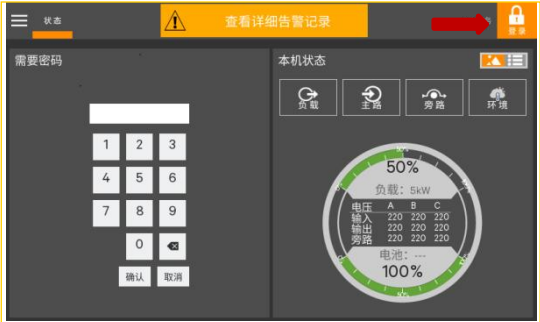 状态
查看详细告警记录
登录
需要密码
本机状态
负载
主路
旁路
环境
1 2 3
4 5 6
7 8 9
0
确认 取消
50%
负载: 5kW
电压 A B C
输入 220 220 220
输出 220 220 220
旁路 220 220 220
电池: ---
100%